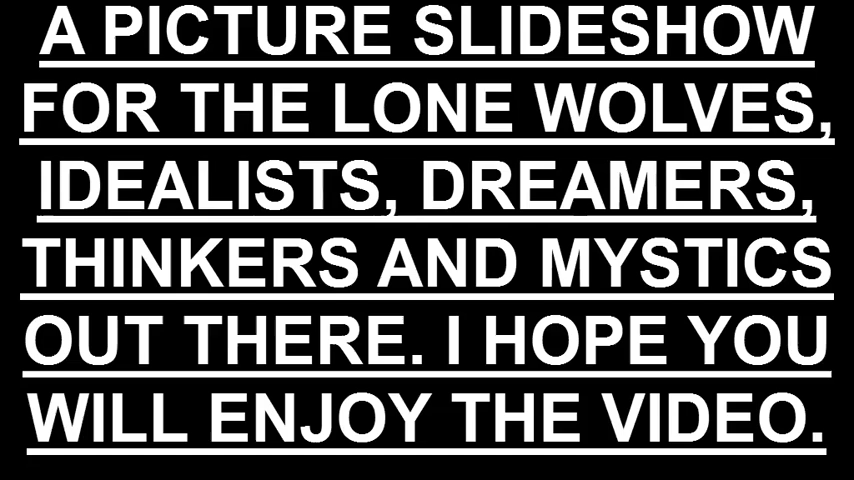 A PICTURE SLIDESHOW
FOR THE LONE WOLVES,
IDEALISTS, DREAMERS,
THINKERS AND MYSTICS
OUT THERE. I HOPE YOU
WILL ENJOY THE VIDEO.